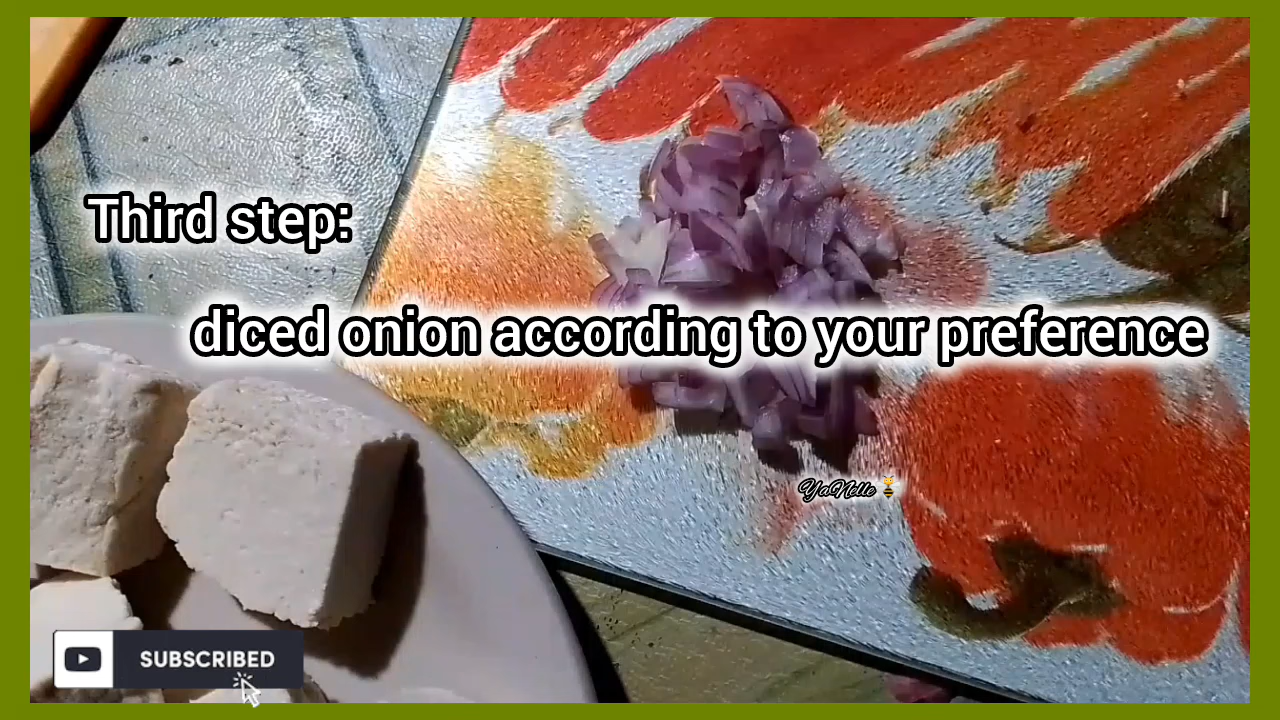 Third step:
diced onion according to your preference
YaNelle
SUBSCRIBED